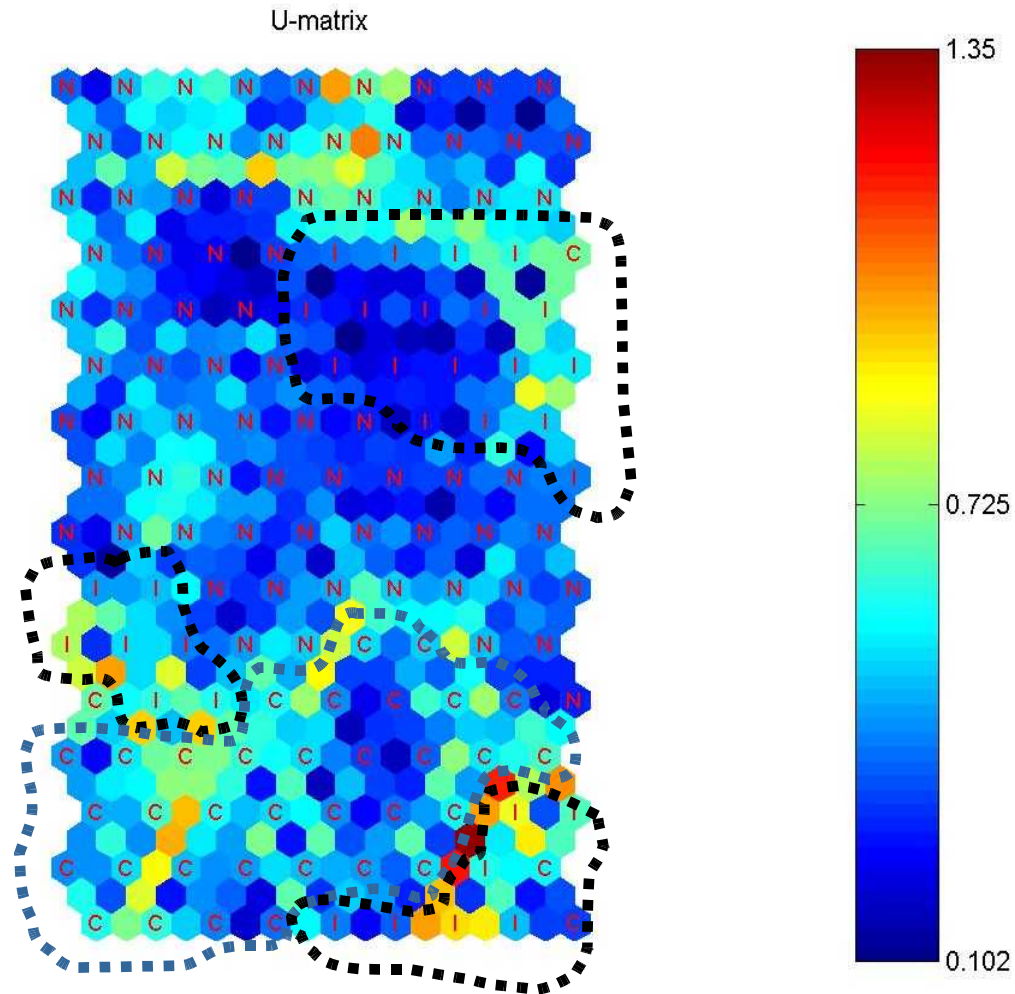 U-matrix
N N N N N N N N N
N N N N N N N N N
N N N N N N N N N
N N N N I I I I C
N N N N I I I I I
N N N N I I I I I
N N N N N N I I I
N N N N N N N N I
N N N N N N N N N
I I N N N N N N N
I I I N N C C N N
C I I C C C C C N
C C C C C C C C C
C C C C C C C I I
C C C C C C C I C
C C C C I I I I C
1.35
0.725
0.102